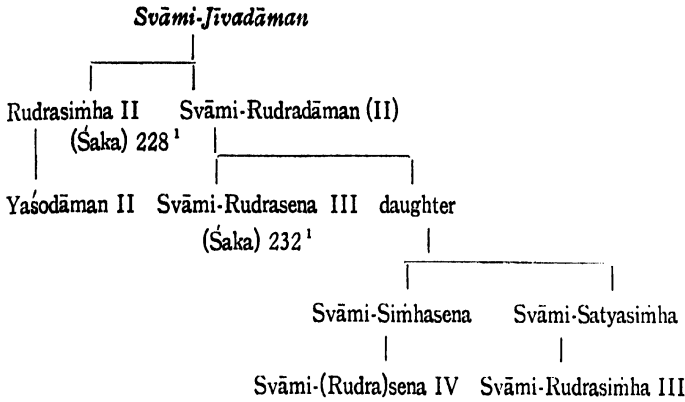 Svāmi-Jīvadāman
Rudrasiṁha II Svāmi-Rudradāman (II)
(Śaka) 228¹
Yaśodāman II Svāmi-Rudrasena III daughter
(Śaka) 232¹
Svāmi-Siṁhasena Svāmi-Satyasiṁha
Svāmi-(Rudra)sena IV Svāmi-Rudrasiṁha III